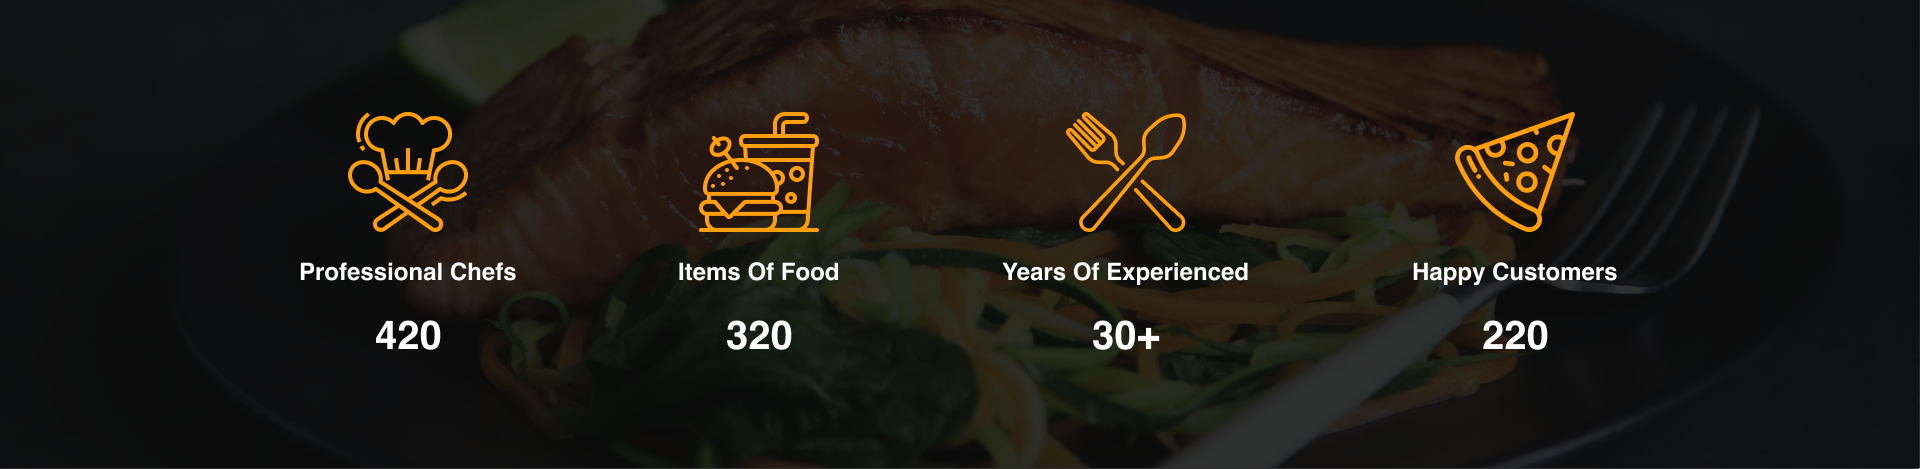 Professional Chefs
420
Items Of Food
320
Years Of Experienced
30+
Happy Customers
220